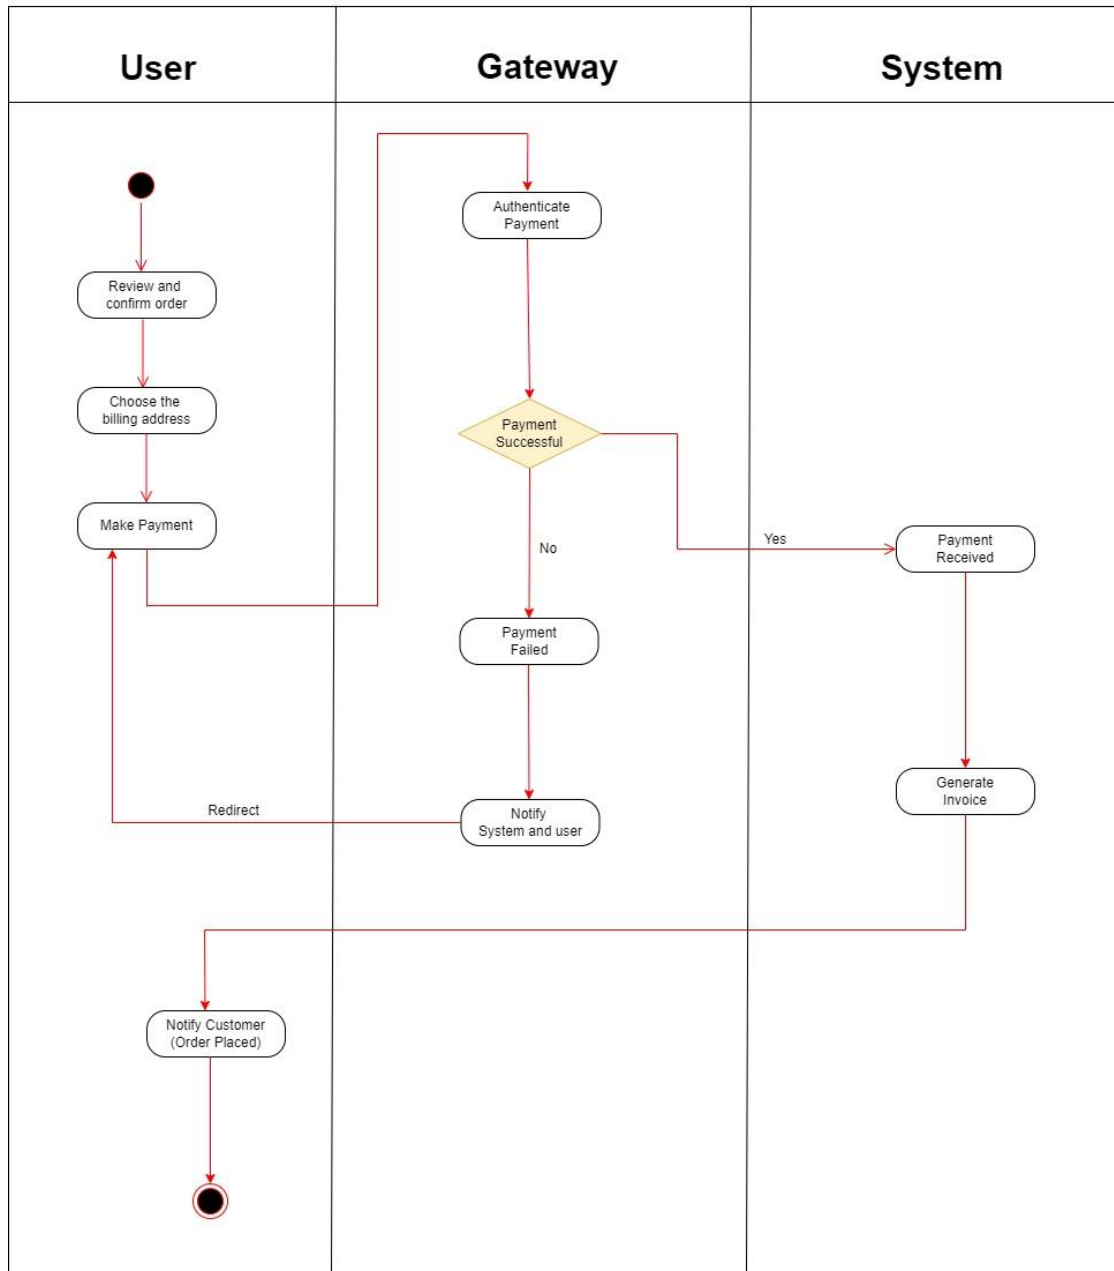 User
Gateway
System
Authenticate
Payment
Review and
confirm order
Choose the
billing address
Payment
Successful
Make Payment
No
Yes
Payment
Received
Payment
Failed
Generate
Invoice
Redirect
Notify
System and user
Notify Customer
(Order Placed)